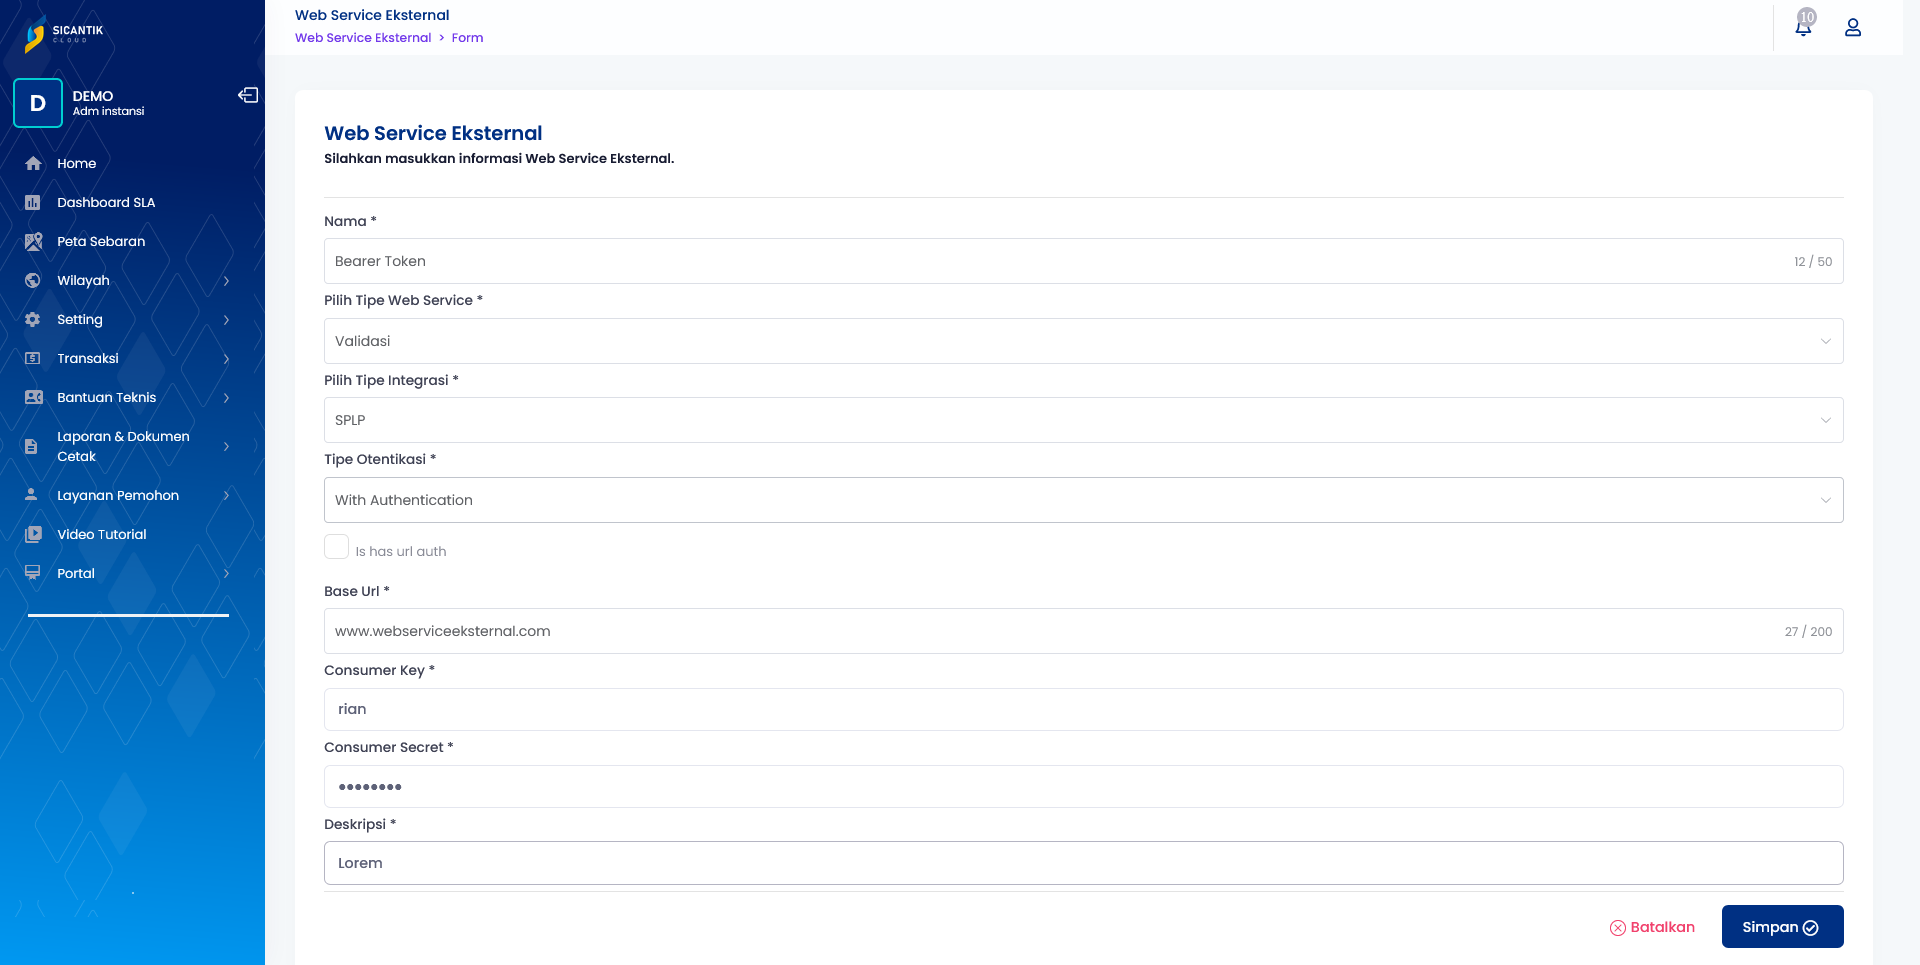 SICANTIK
CLOUD
D
DEMO
Adm instansi
Home
Dashboard SLA
Peta Sebaran
Wilayah
Setting
Transaksi
Bantuan Teknis
Laporan & Dokumen
Cetak
Layanan Pemohon
Video Tutorial
Portal
Web Service Eksternal
Web Service Eksternal > Form
10
Web Service Eksternal
Silahkan masukkan informasi Web Service Eksternal.
Nama *
Bearer Token 12 / 50
Pilih Tipe Web Service *
Validasi
Pilih Tipe Integrasi *
SPLP
Tipe Otentikasi *
With Authentication
Is has url auth
Base Url *
www.webserviceeksternal.com 27 / 200
Consumer Key *
rian
Consumer Secret *
••••••••
Deskripsi *
Lorem
Batalkan
Simpan